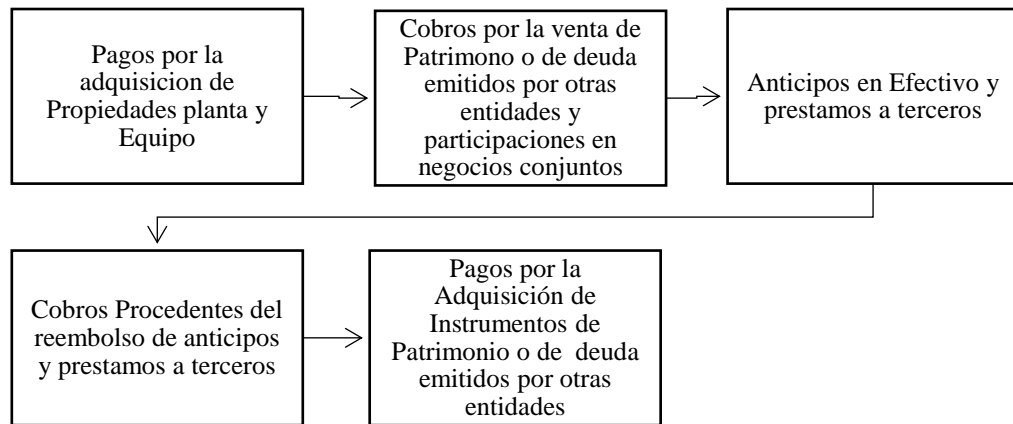 Pagos por la
adquisicion de
Propiedades planta y
Equipo
Cobros por la venta de
Patrimono o de deuda
emitidos por otras
entidades y
participaciones en
negocios conjuntos
Anticipos en Efectivo y
prestamos a terceros
Cobros Procedentes del
reembolso de anticipos
y prestamos a terceros
Pagos por la
Adquisición de
Instrumentos de
Patrimonio o de  deuda
emitidos por otras
entidades